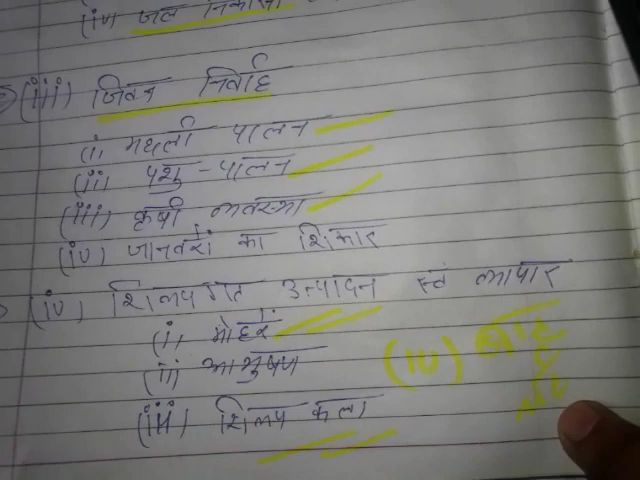 (iv) जल निकासी
(iii) जिवन निर्वाह
(i) मछली पालन
(ii) पशु-पालन
(iii) कृषी व्यवस्था
(iv) जानवरों का शिकार
(iv) शिल्पगत उत्पादन एवं व्यापार
(i) मोहरें
(ii) आभुषण
(iv)
(iii) शिल्प कला